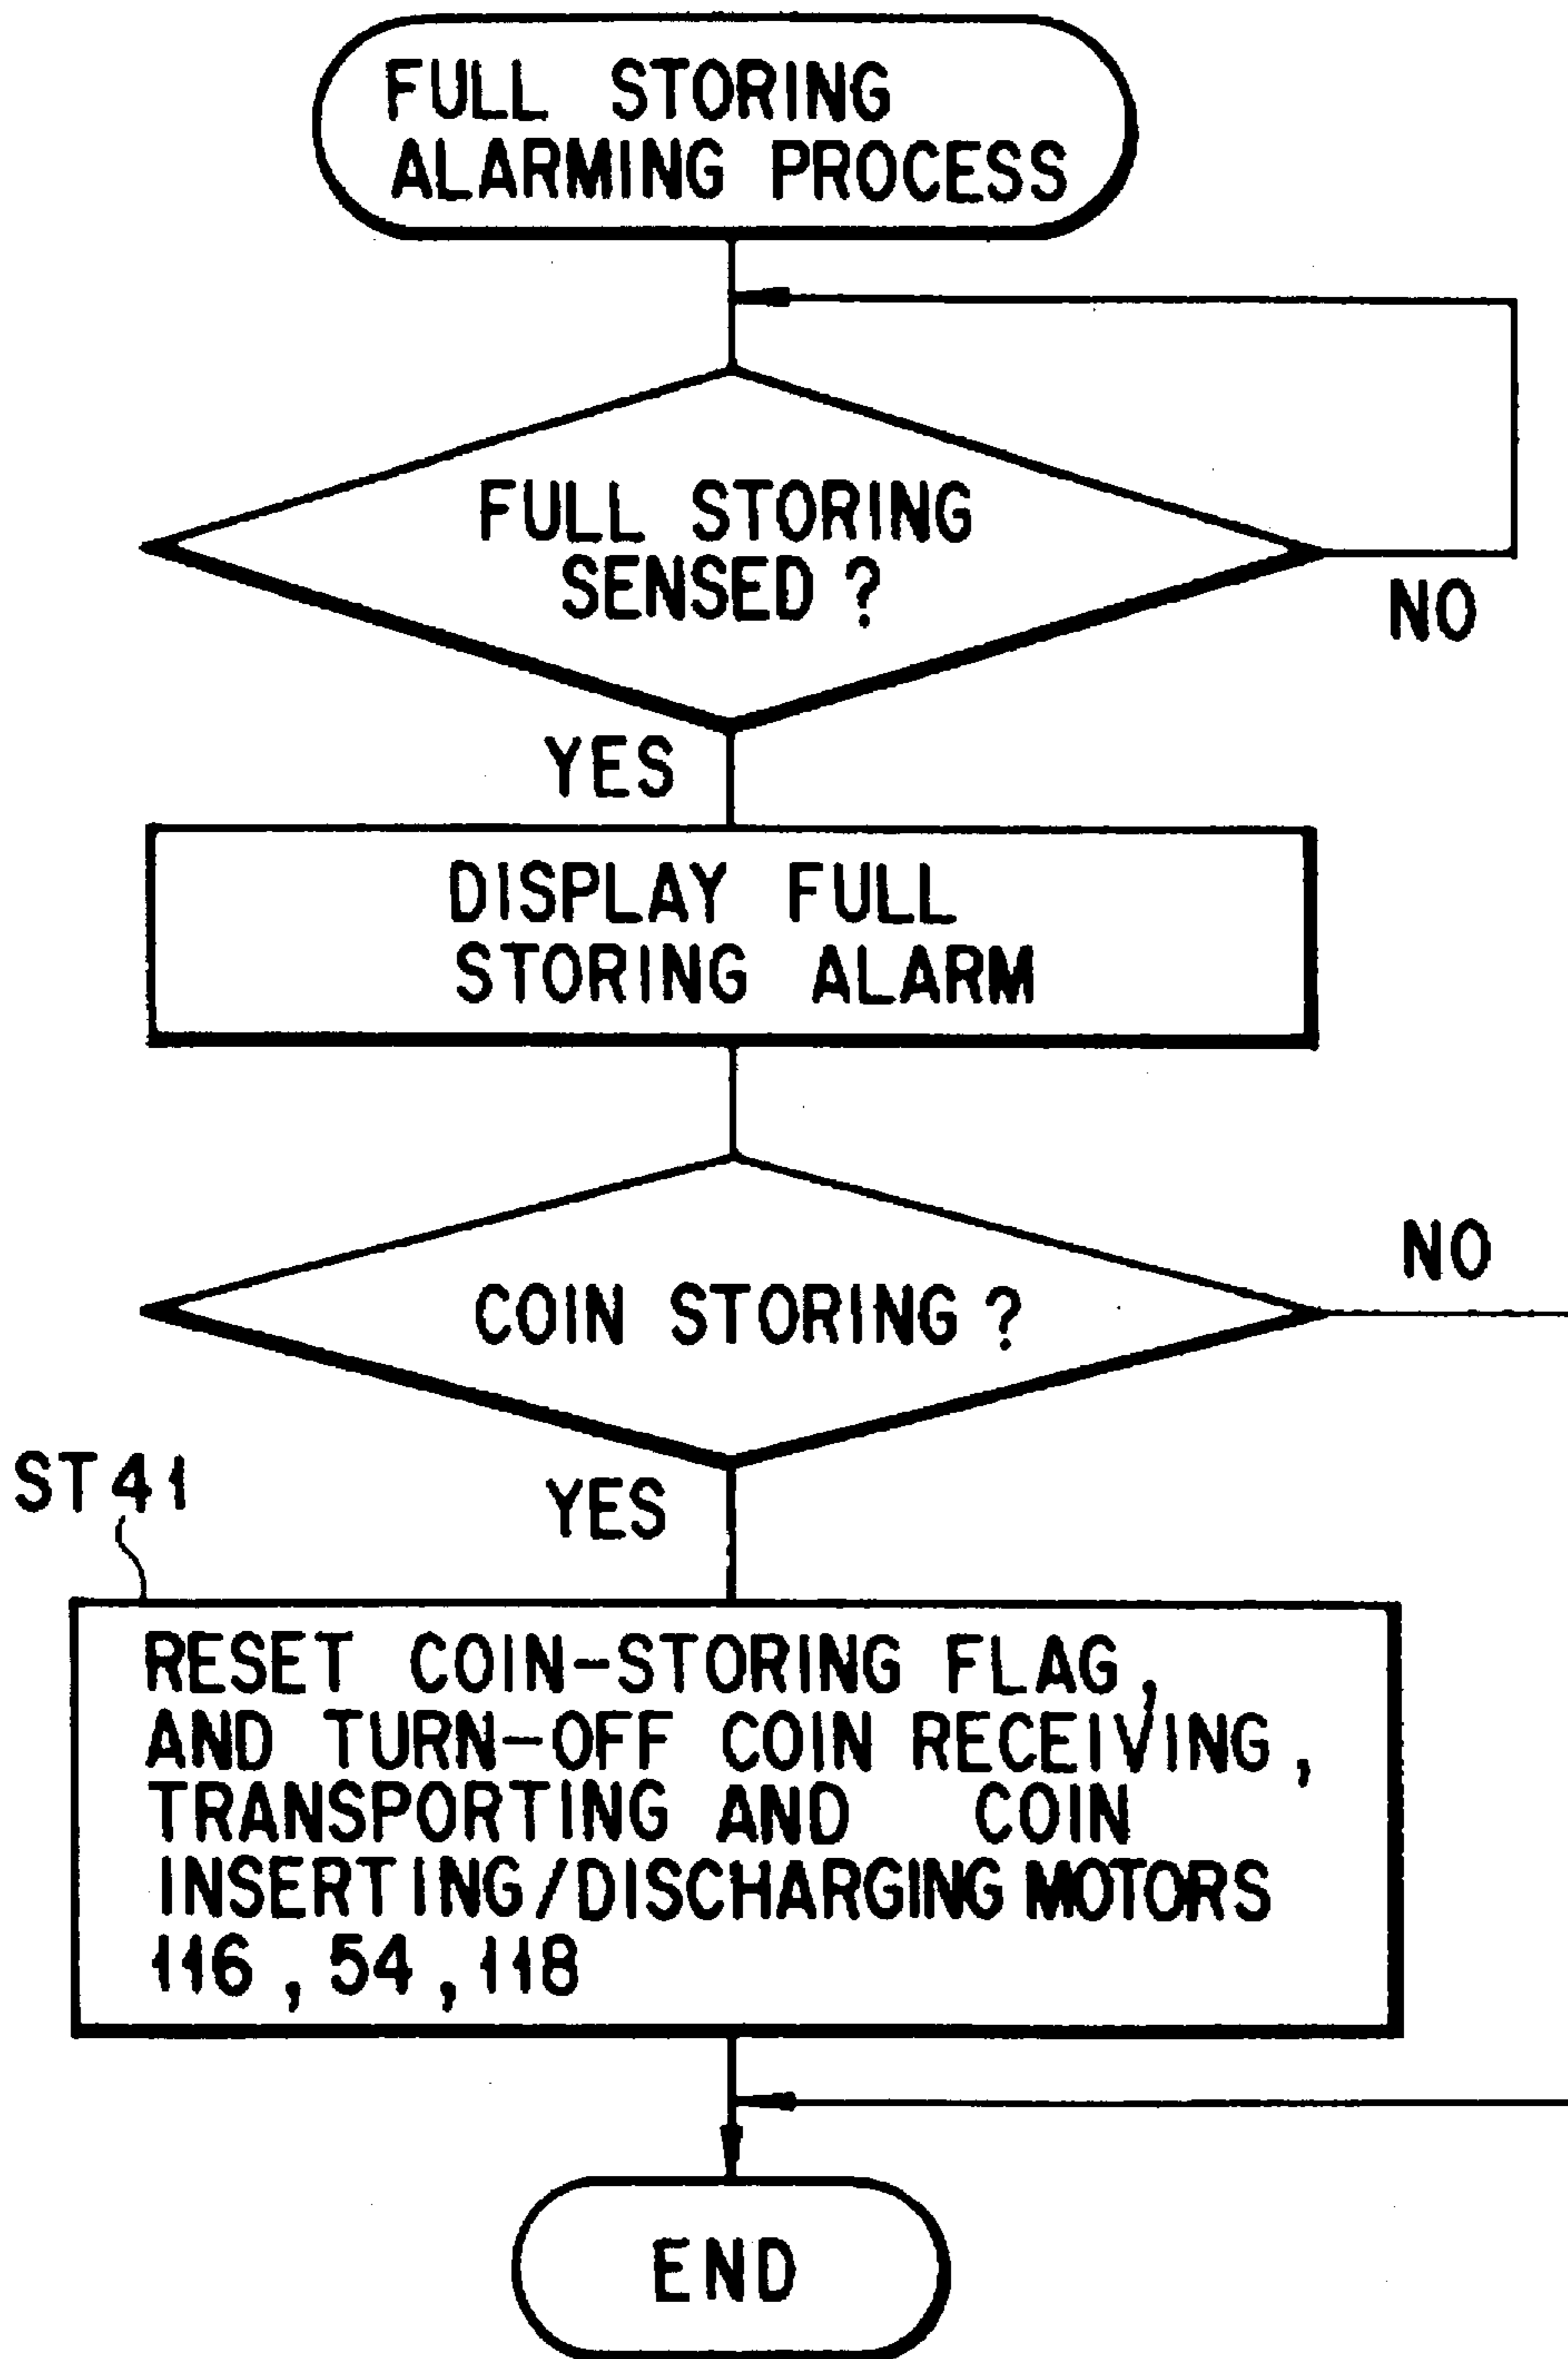 FULL STORING
ALARMING PROCESS
FULL STORING
SENSED ?
NO
YES
DISPLAY FULL
STORING ALARM
NO
COIN STORING ?
ST41
YES
RESET COIN-STORING FLAG,
AND TURN-OFF COIN RECEIVING,
TRANSPORTING AND COIN
INSERTING/DISCHARGING MOTORS
116, 54, 118
END